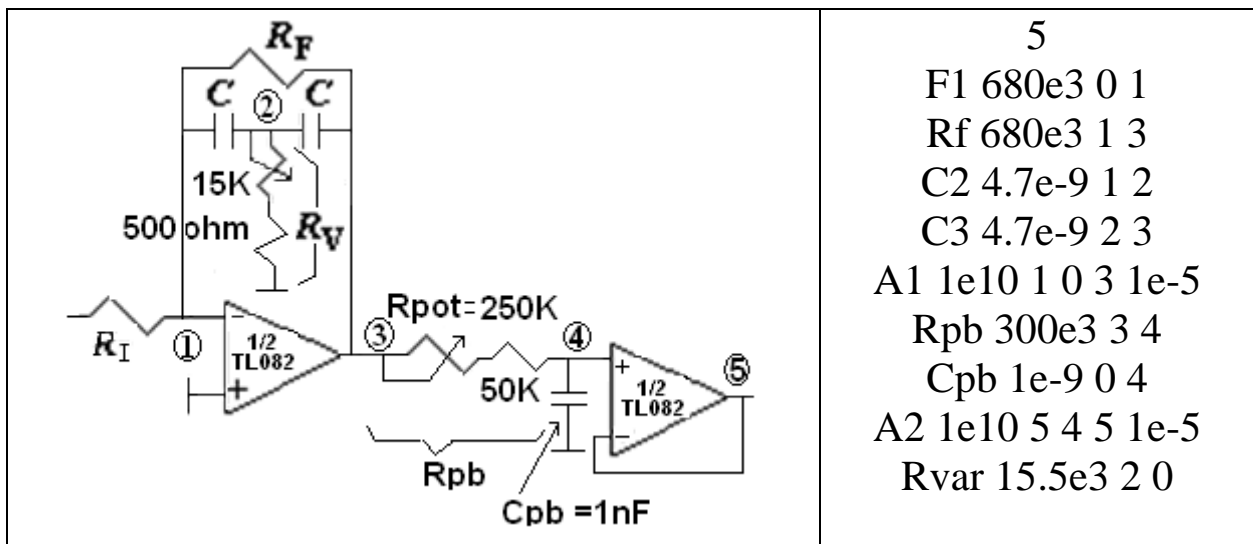 R_F
C ② C
15K
500 ohm R_V
R_I ① − 1/2 TL082 +
Rpot=250K
③ ④ ⑤
50K + 1/2 TL082 −
Rpb
Cpb =1nF
5
F1 680e3 0 1
Rf 680e3 1 3
C2 4.7e-9 1 2
C3 4.7e-9 2 3
A1 1e10 1 0 3 1e-5
Rpb 300e3 3 4
Cpb 1e-9 0 4
A2 1e10 5 4 5 1e-5
Rvar 15.5e3 2 0